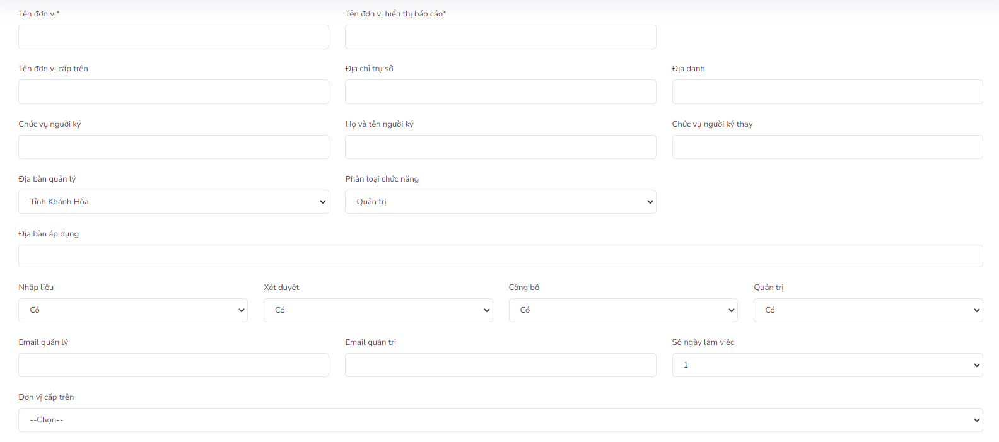 Tên đơn vị* Tên đơn vị hiển thị báo cáo*
Tên đơn vị cấp trên Địa chỉ trụ sở Địa danh
Chức vụ người ký Họ và tên người ký Chức vụ người ký thay
Địa bàn quản lý Phân loại chức năng
Tỉnh Khánh Hòa Quản trị
Địa bàn áp dụng
Nhập liệu Xét duyệt Công bố Quản trị
Có Có Có Có
Email quản lý Email quản trị Số ngày làm việc
1
Đơn vị cấp trên
--Chọn--